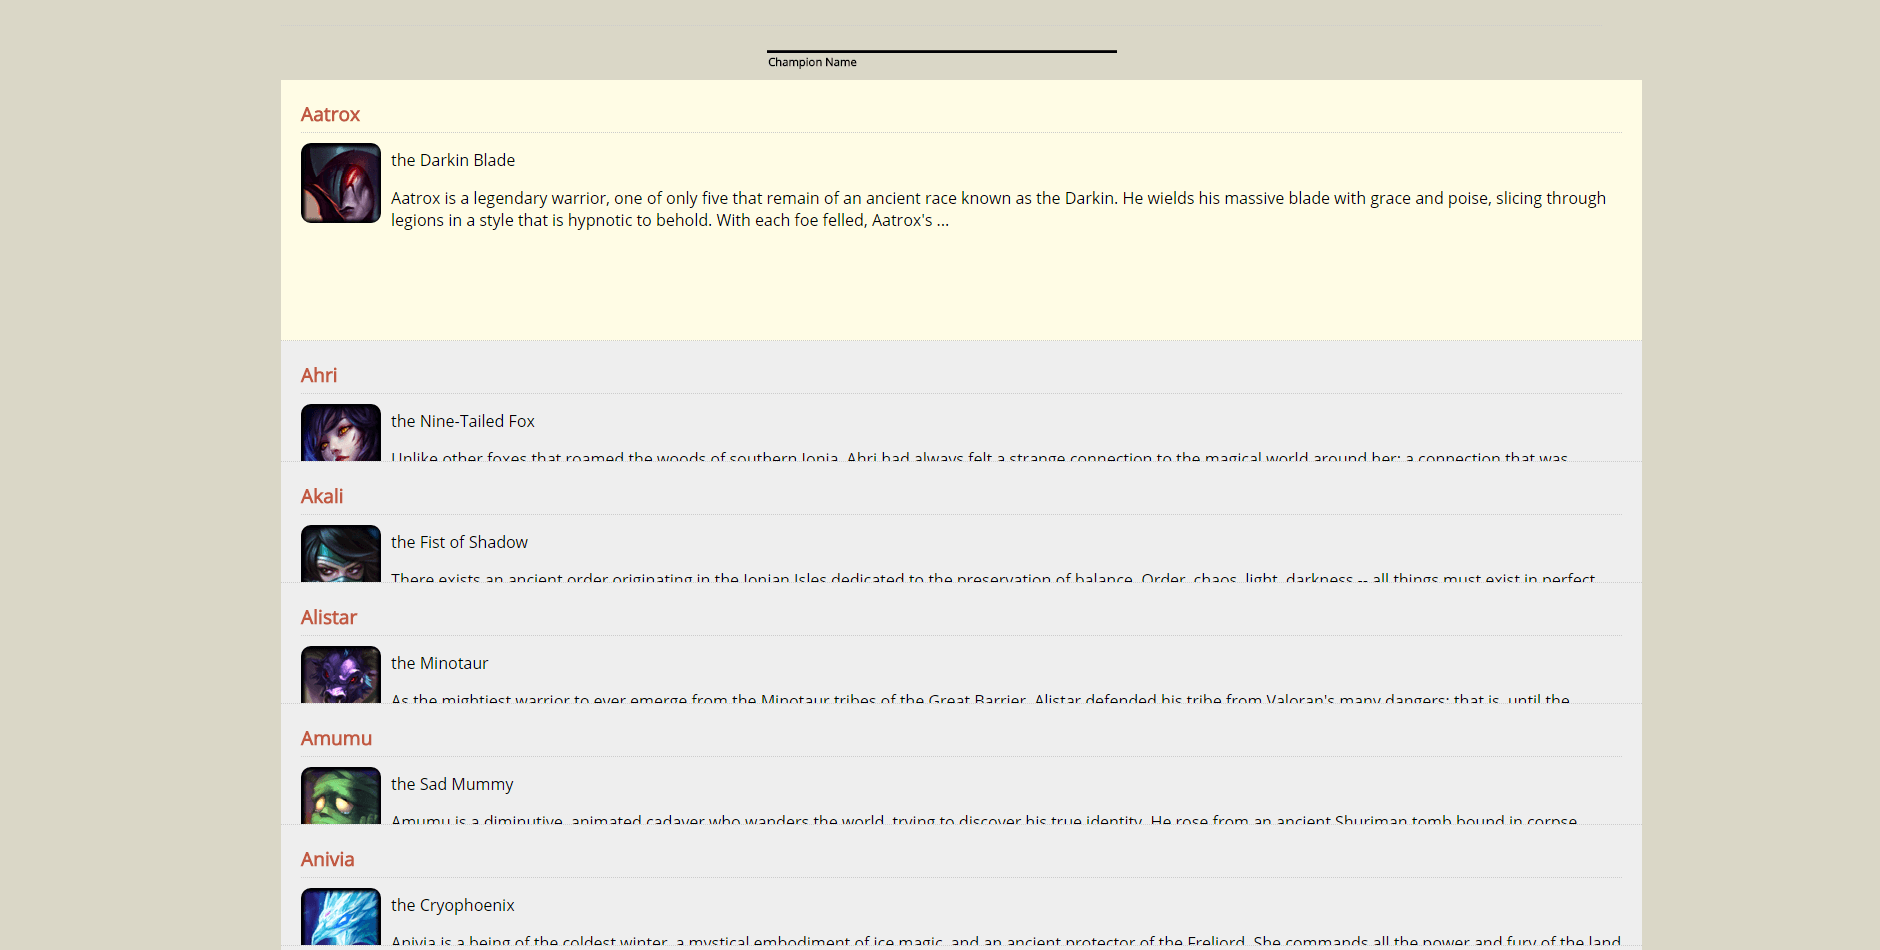 Champion Name
Aatrox
the Darkin Blade
Aatrox is a legendary warrior, one of only five that remain of an ancient race known as the Darkin. He wields his massive blade with grace and poise, slicing through
legions in a style that is hypnotic to behold. With each foe felled, Aatrox's ...
Ahri
the Nine-Tailed Fox
Unlike other foxes that roamed the woods of southern Ionia, Ahri had always felt a strange connection to the magical world around her; a connection that was
Akali
the Fist of Shadow
There exists an ancient order originating in the Ionian Isles dedicated to the preservation of balance. Order, chaos, light, darkness -- all things must exist in perfect
Alistar
the Minotaur
As the mightiest warrior to ever emerge from the Minotaur tribes of the Great Barrier, Alistar defended his tribe from Valoran's many dangers; that is, until the
Amumu
the Sad Mummy
Amumu is a diminutive, animated cadaver who wanders the world, trying to discover his true identity. He rose from an ancient Shuriman tomb bound in corpse
Anivia
the Cryophoenix
Anivia is a being of the coldest winter, a mystical embodiment of ice magic, and an ancient protector of the Freljord. She commands all the power and fury of the land